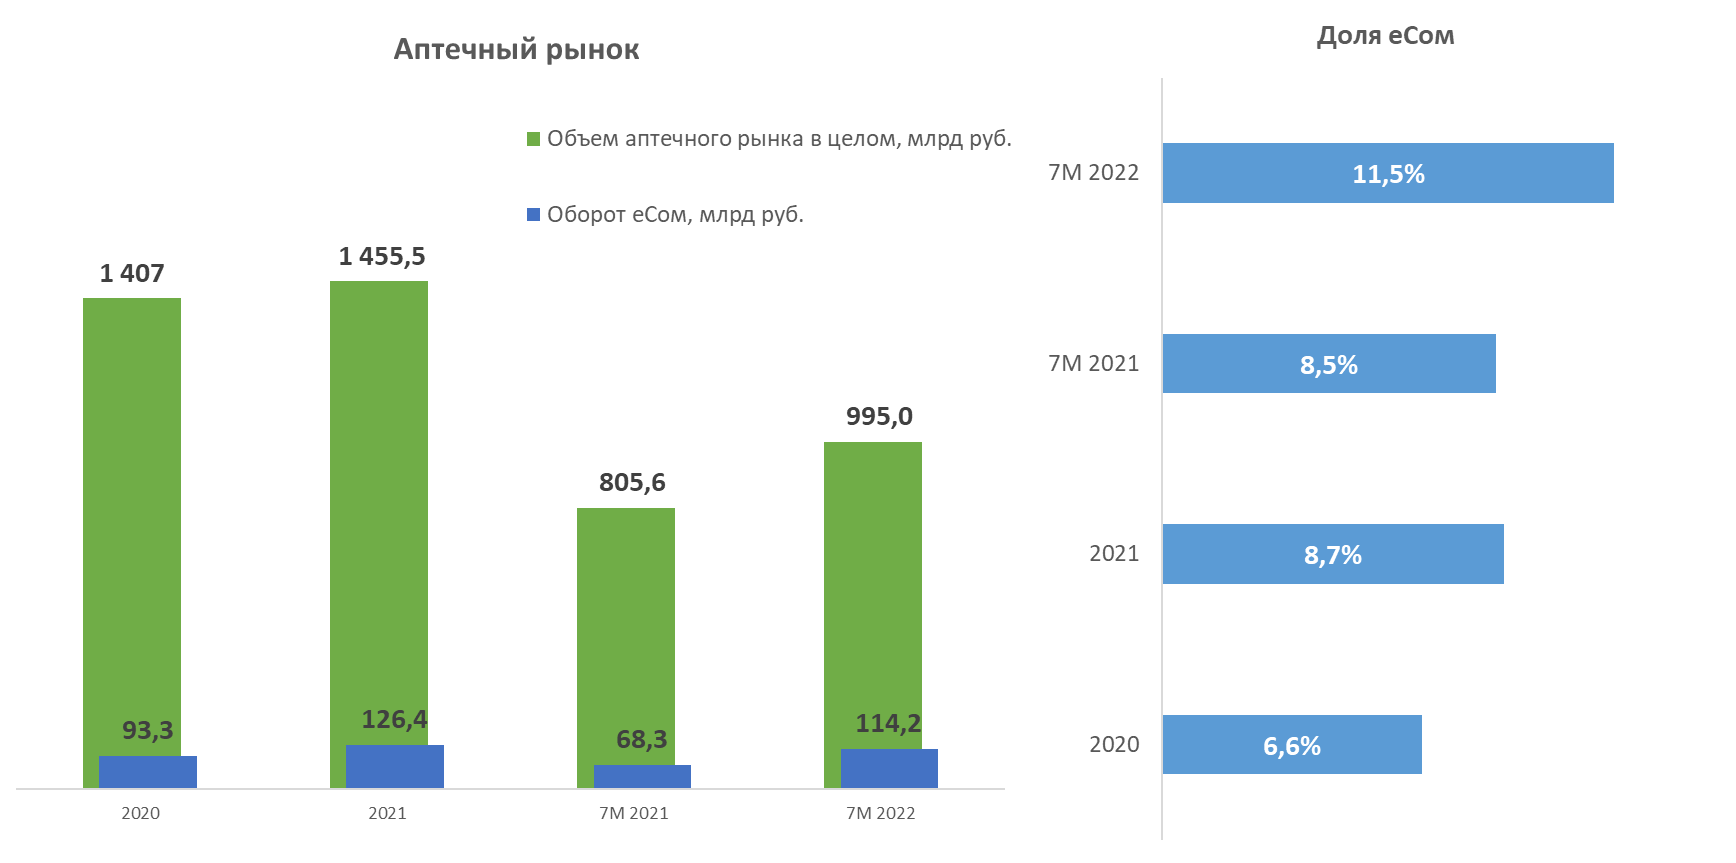 Аптечный рынок
Объем аптечного рынка в целом, млрд руб.
Оборот eCom, млрд руб.
1 407
1 455,5
805,6
995,0
93,3
126,4
68,3
114,2
2020
2021
7M 2021
7M 2022
Доля eCom
7M 2022
11,5%
7M 2021
8,5%
2021
8,7%
2020
6,6%